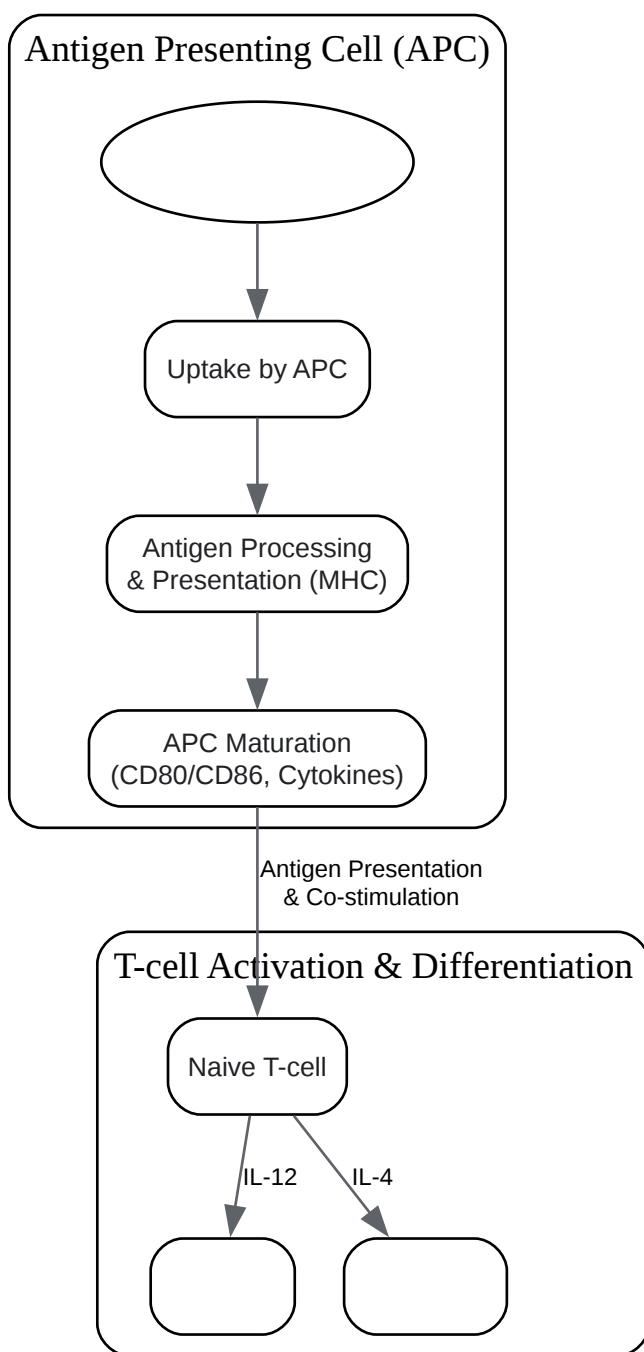 Antigen Presenting Cell (APC)
Uptake by APC
Antigen Processing
& Presentation (MHC)
APC Maturation
(CD80/CD86, Cytokines)
Antigen Presentation
& Co-stimulation
T-cell Activation & Differentiation
Naive T-cell
IL-12
IL-4